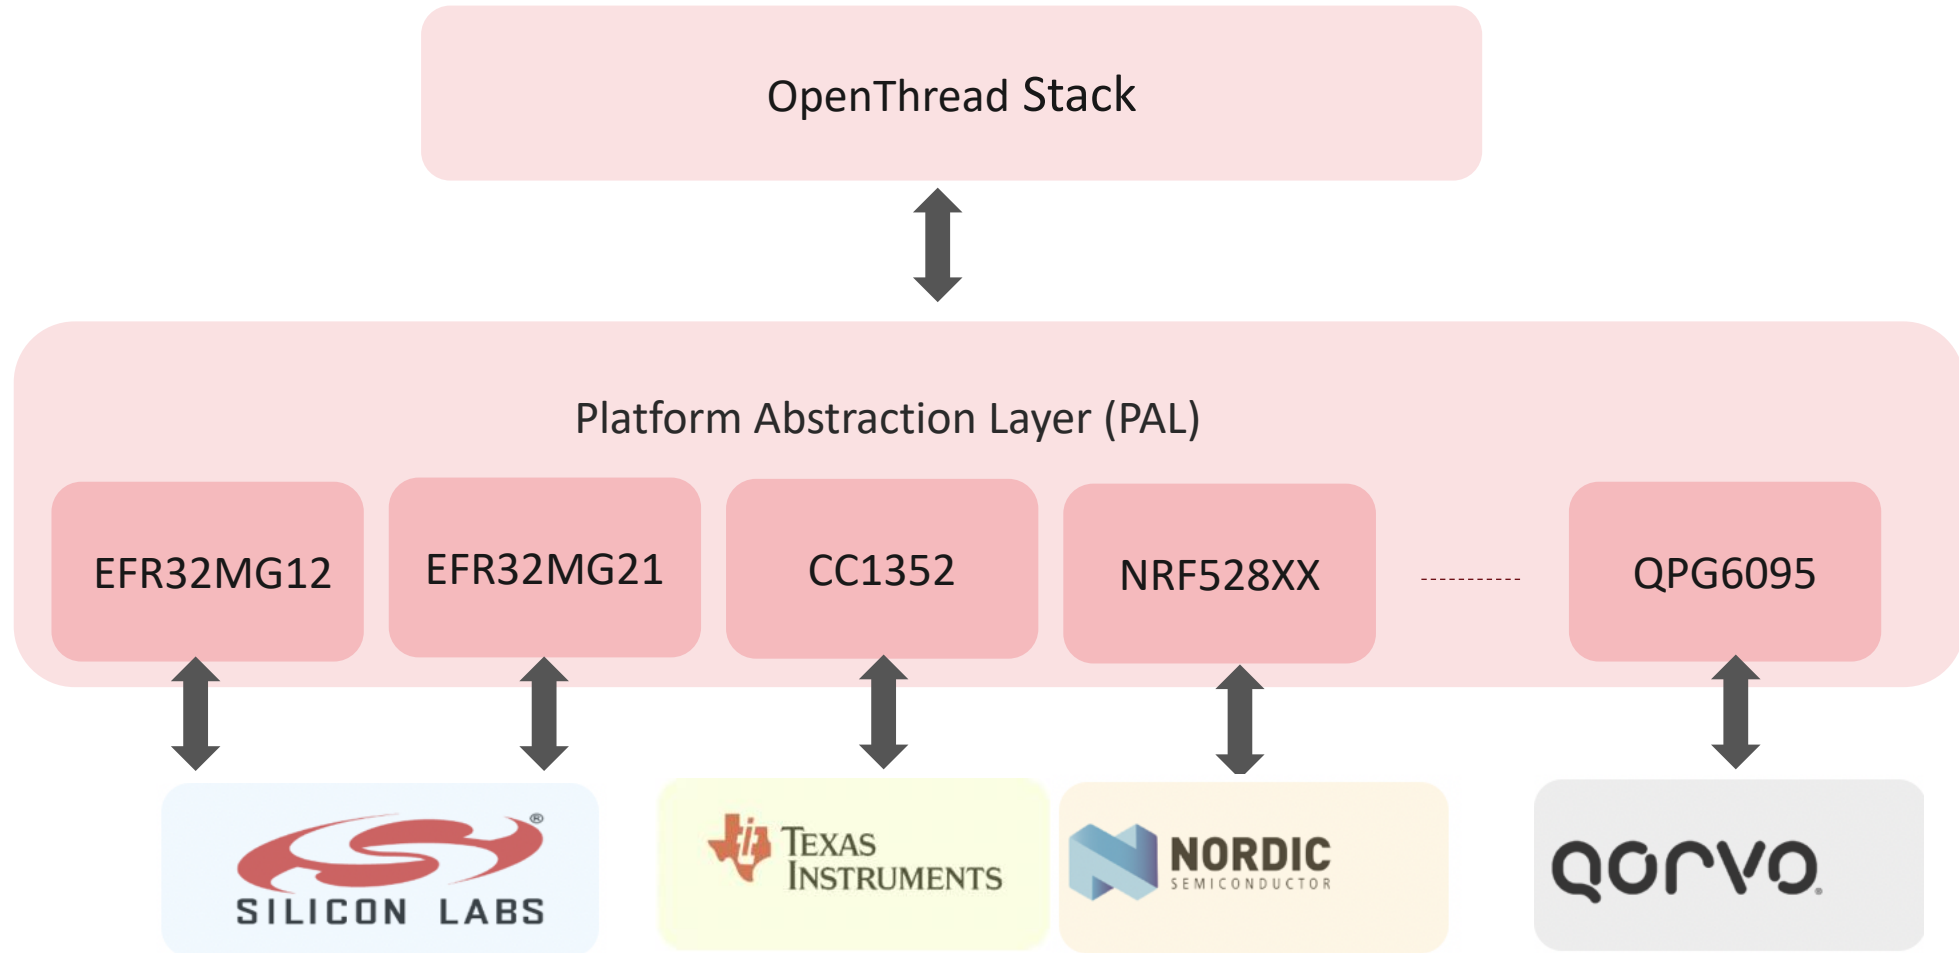 OpenThread Stack
Platform Abstraction Layer (PAL)
EFR32MG12
EFR32MG21
CC1352
NRF528XX
QPG6095
SILICON LABS
®
TEXAS
INSTRUMENTS
NORDIC
SEMICONDUCTOR
QORVO